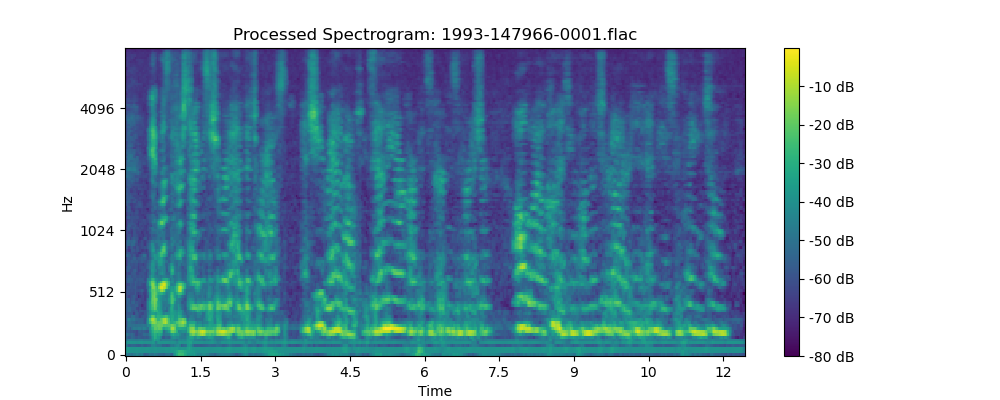 Processed Spectrogram: 1993-147966-0001.flac
Hz
4096
2048
1024
512
0
0 1.5 3 4.5 6 7.5 9 10 12
Time
-10 dB
-20 dB
-30 dB
-40 dB
-50 dB
-60 dB
-70 dB
-80 dB